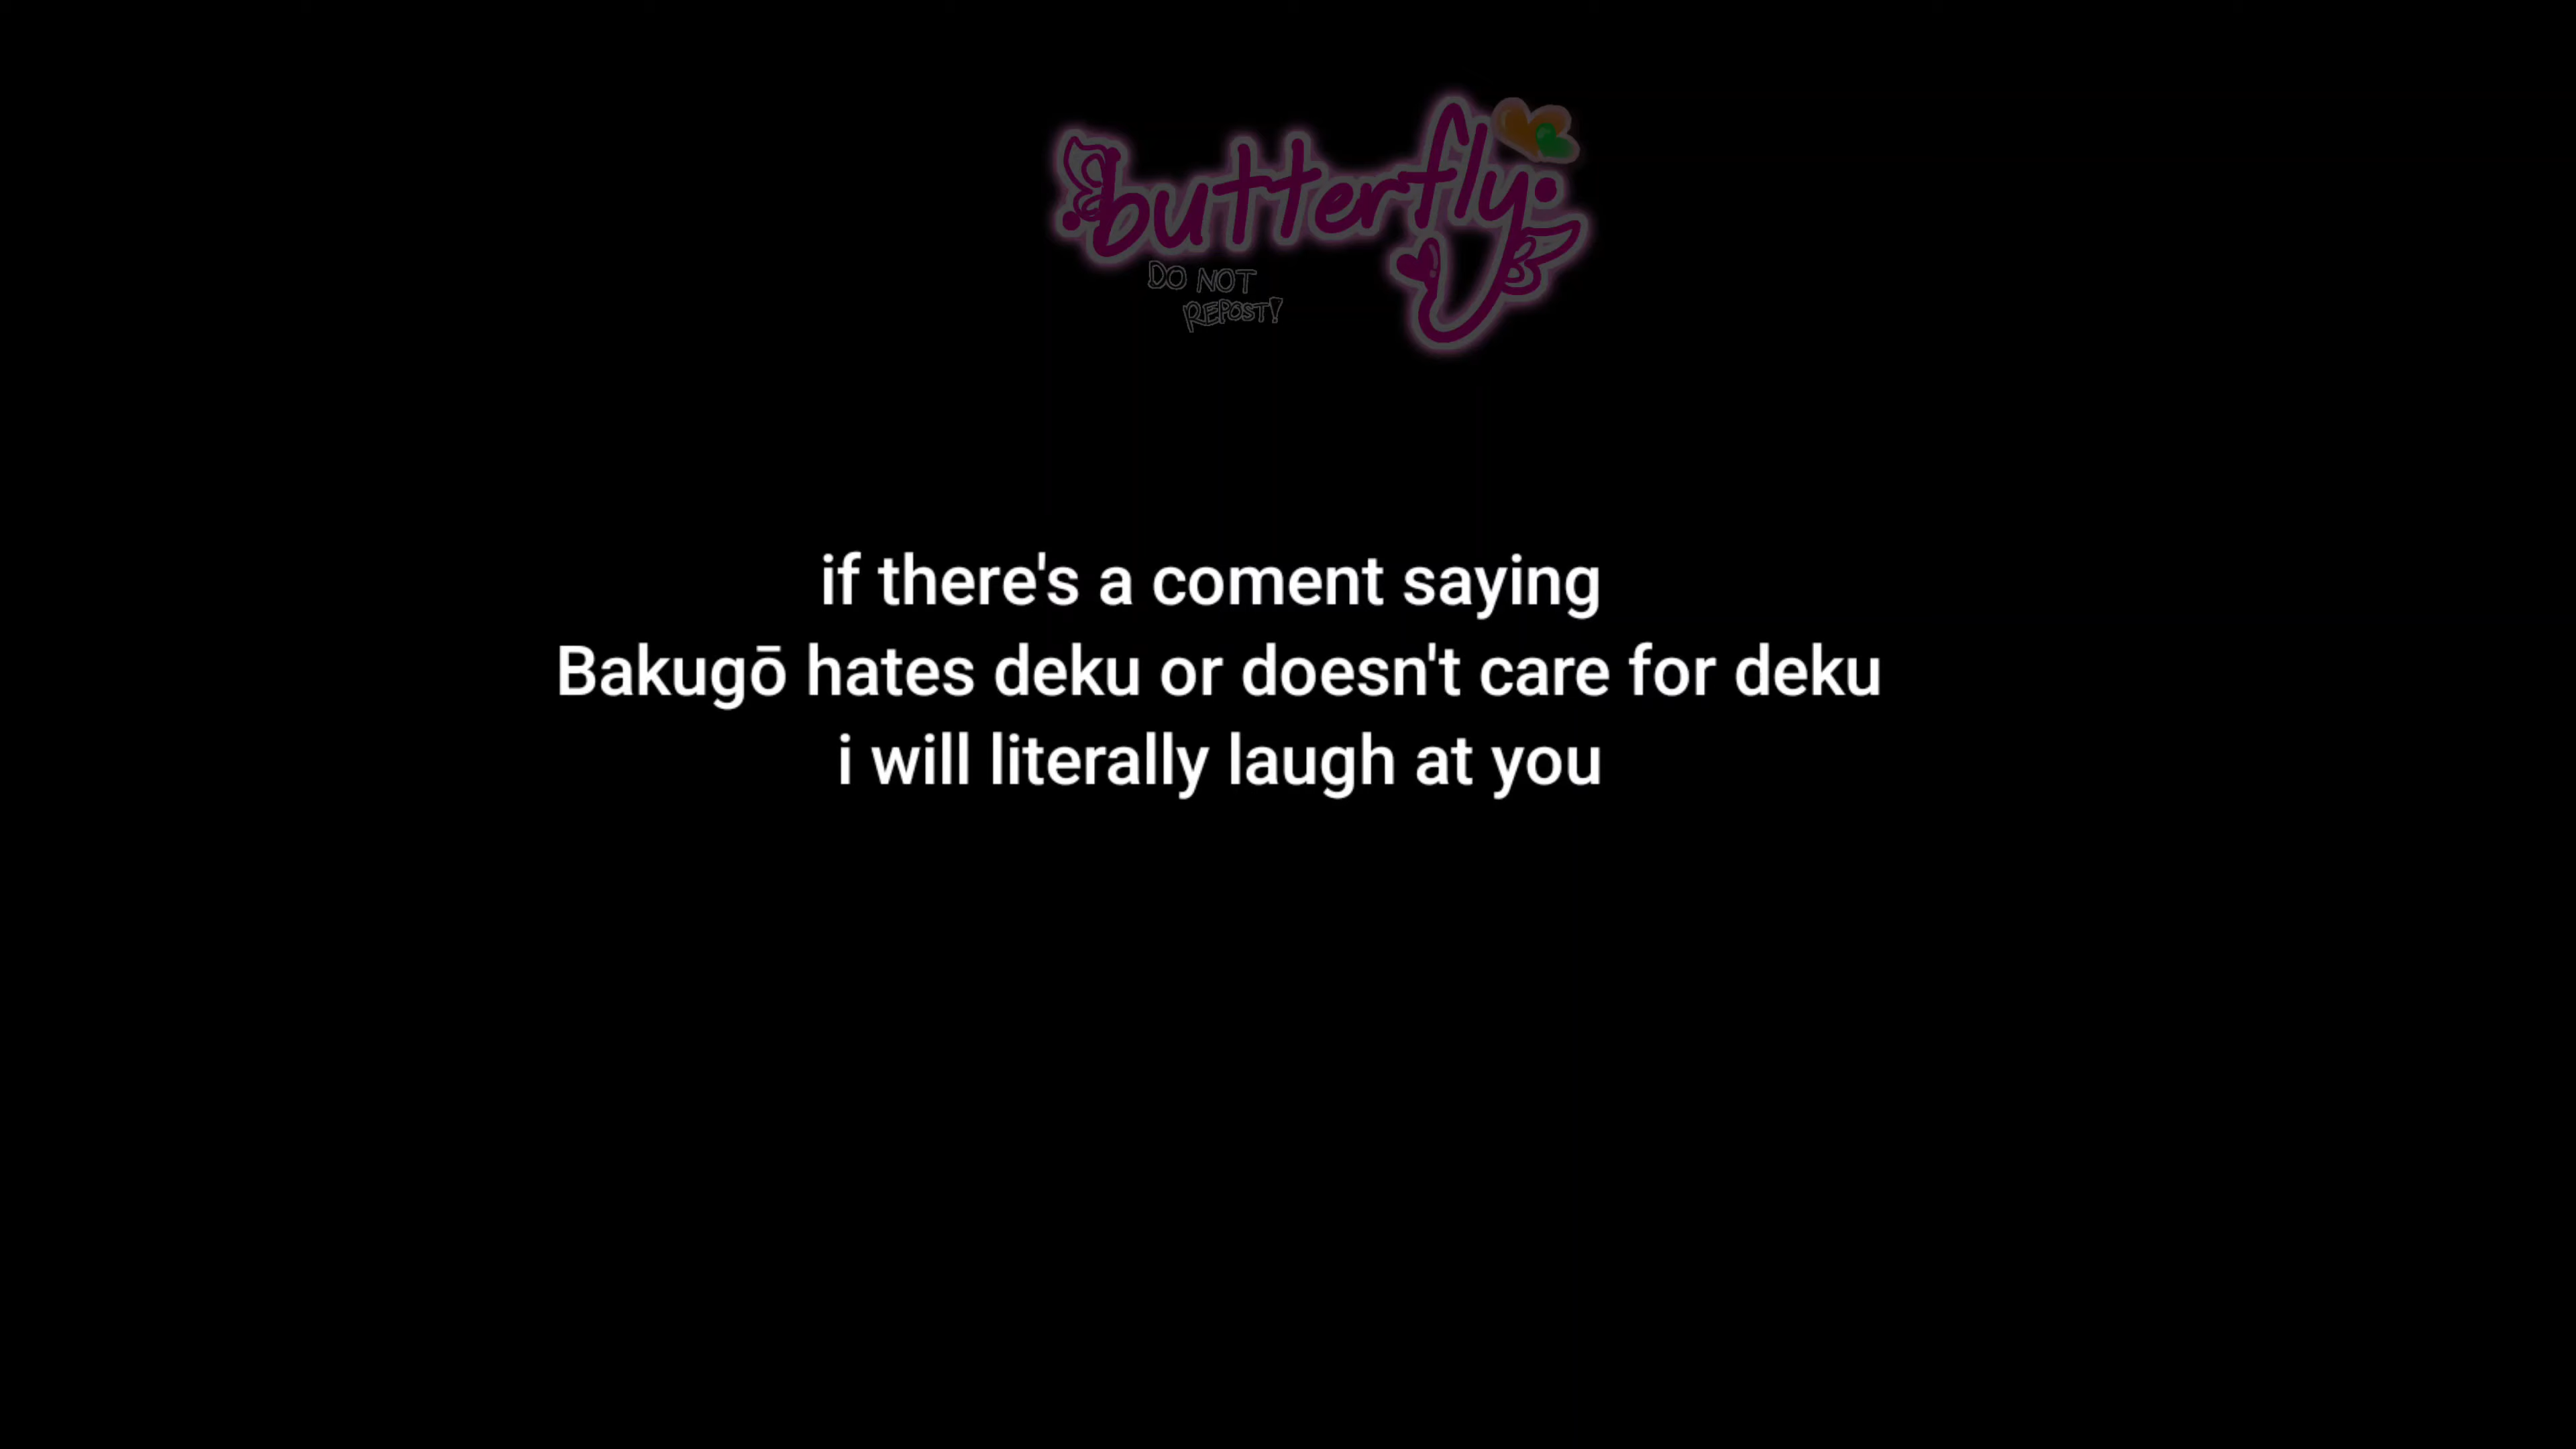 butterfly
DO NOT
REPOST!
if there's a coment saying
Bakugō hates deku or doesn't care for deku
i will literally laugh at you